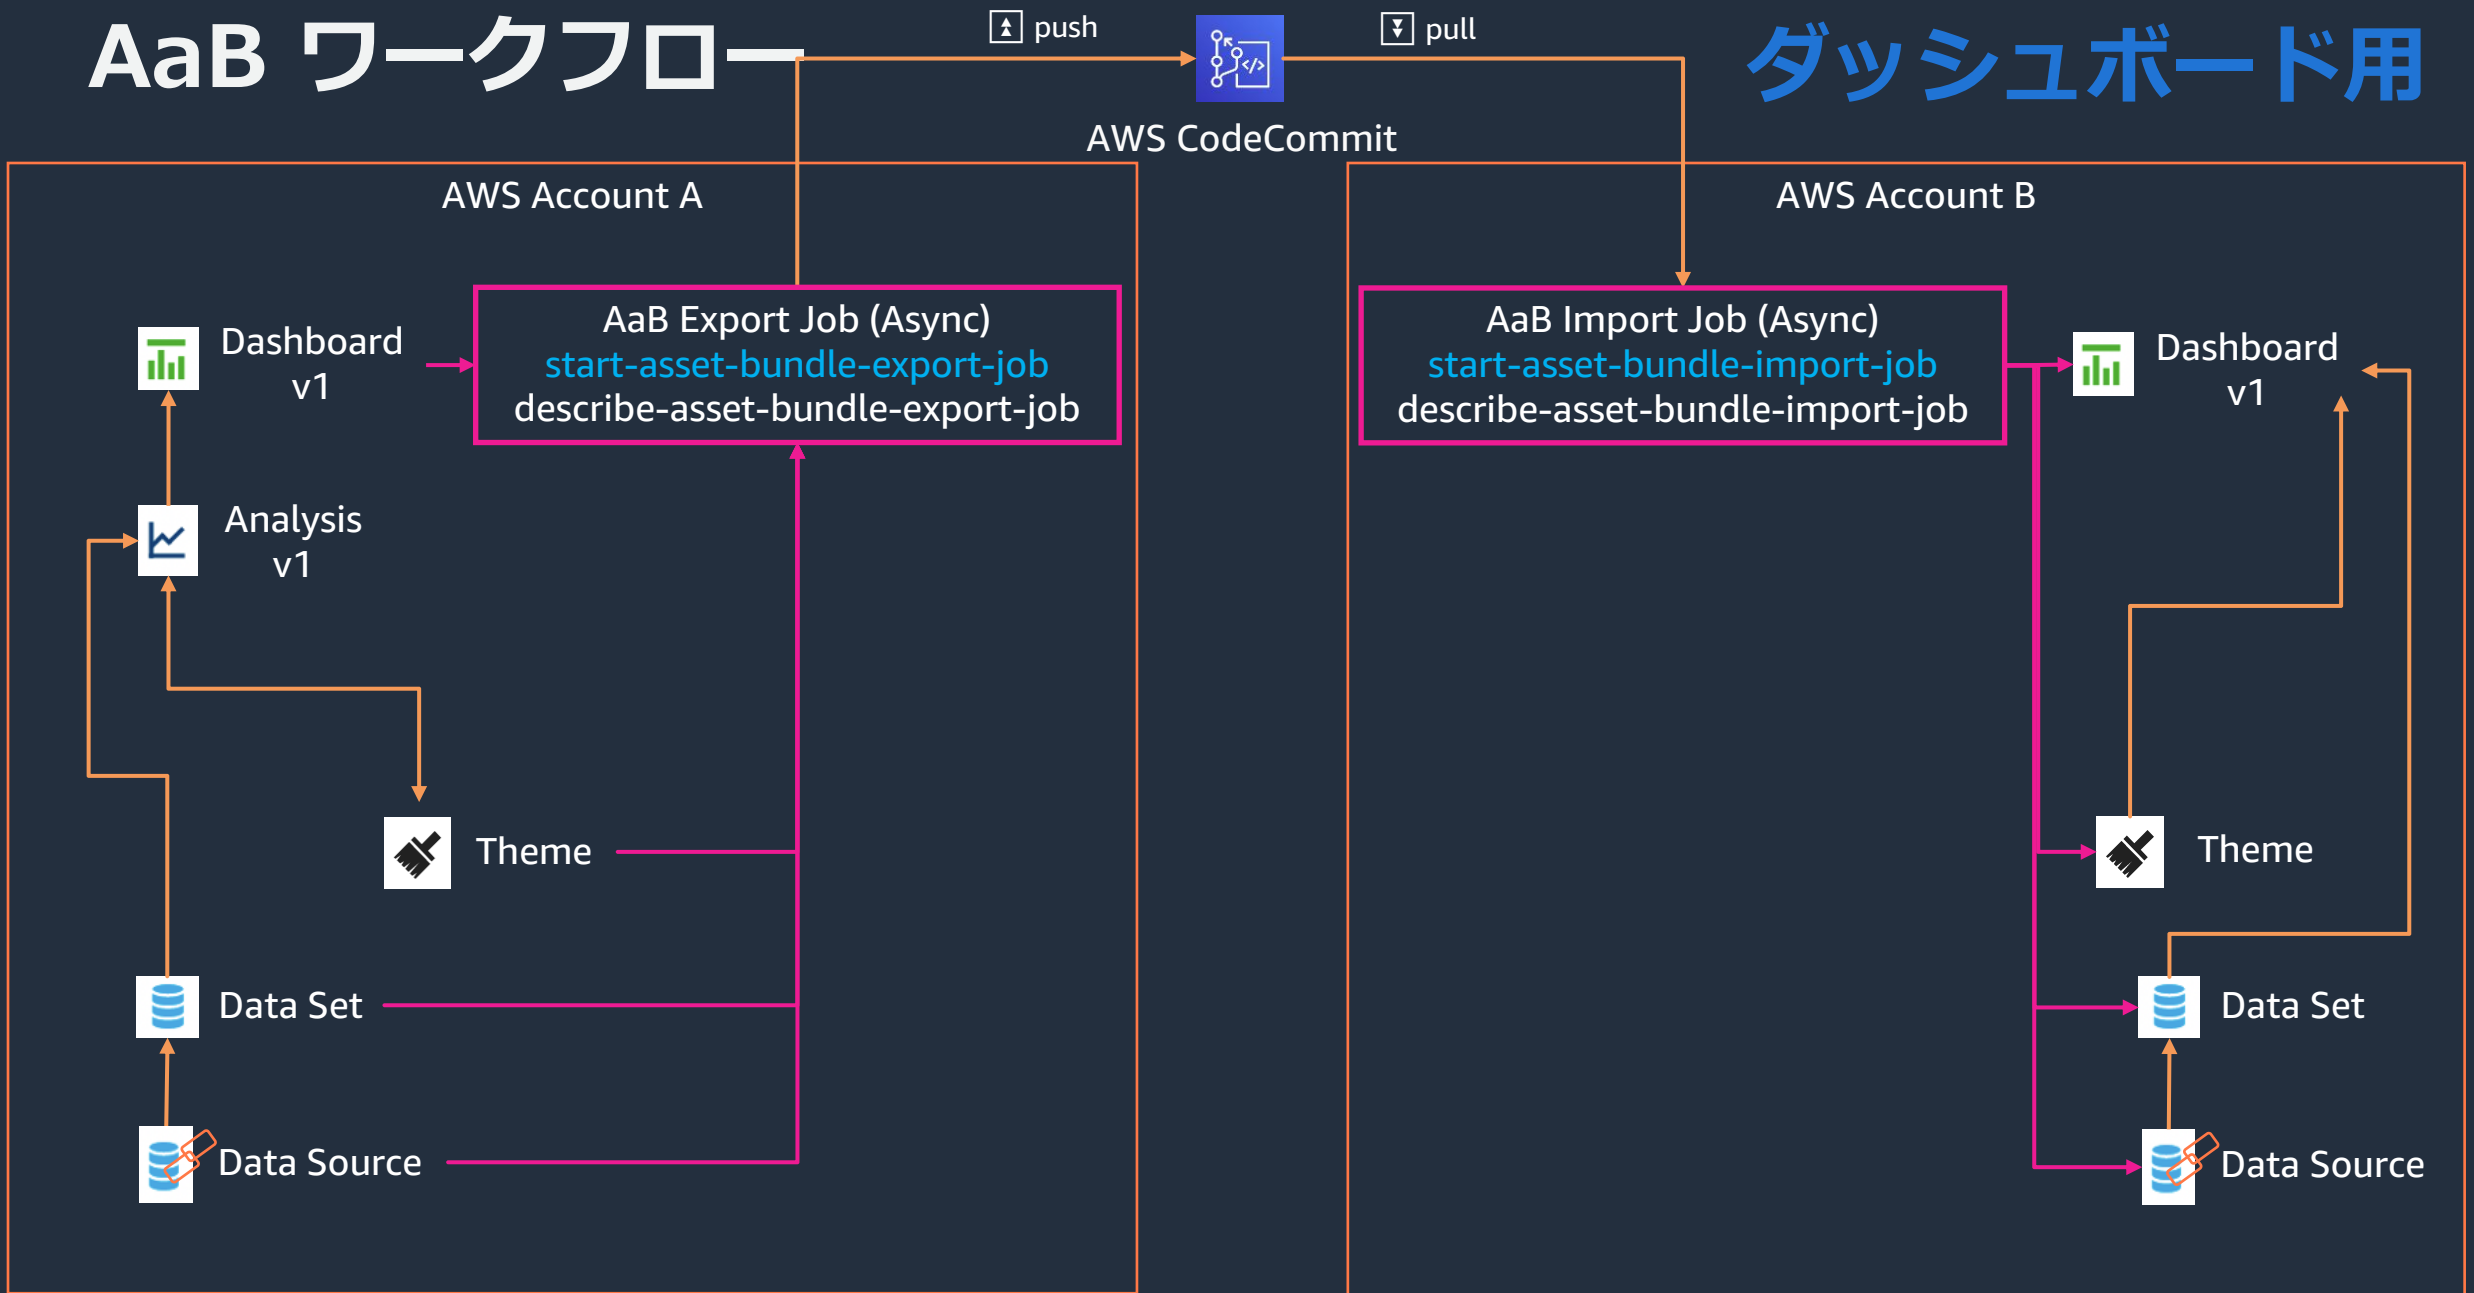 AaB ワークフロー
push
pull
ダッシュボード用
AWS CodeCommit
AWS Account A
AWS Account B
Dashboard
v1
AaB Export Job (Async)
start-asset-bundle-export-job
describe-asset-bundle-export-job
AaB Import Job (Async)
start-asset-bundle-import-job
describe-asset-bundle-import-job
Dashboard
v1
Analysis
v1
Theme
Theme
Data Set
Data Set
Data Source
Data Source